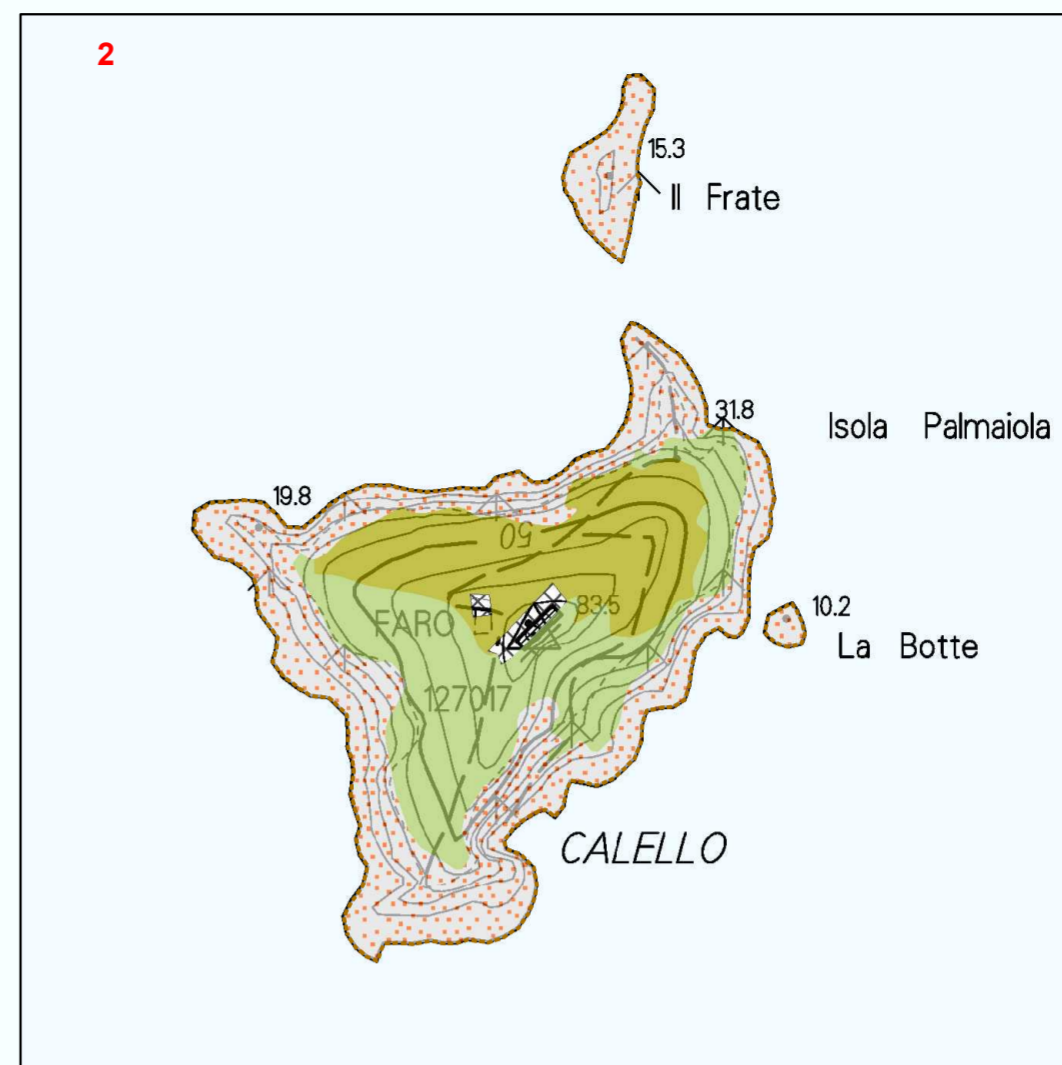 2
15.3
Il Frate
31.8
Isola Palmaiola
19.8
50
83.5
10.2
FARO
La Botte
127017
CALELLO